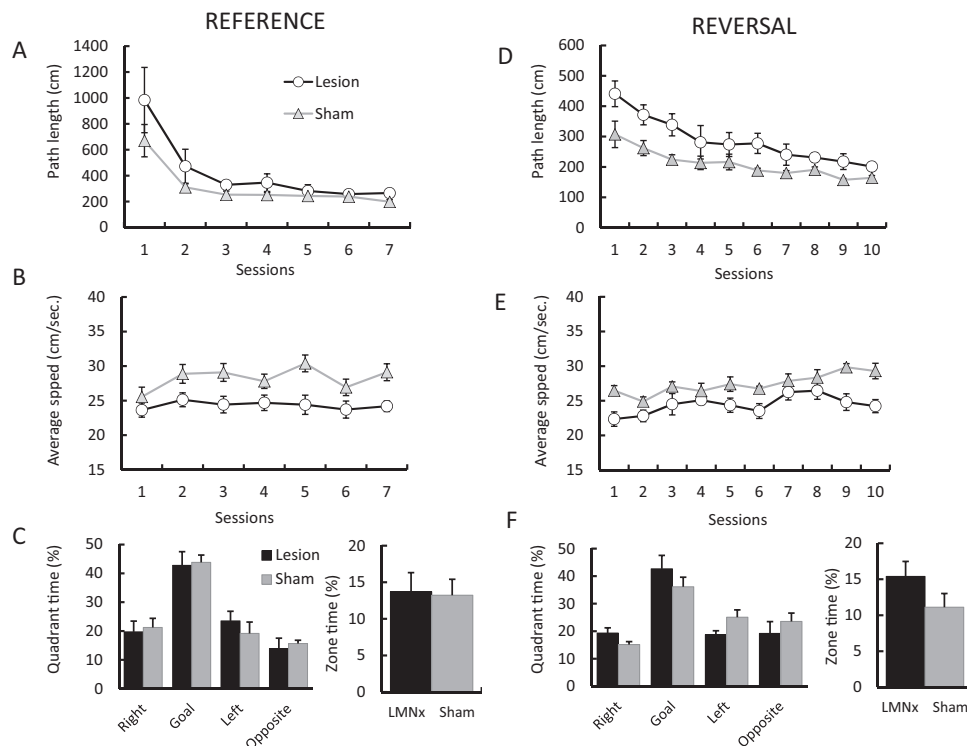 REFERENCE
A
Path length (cm)
1400
1200
1000
800
600
400
200
0
Lesion
Sham
1 2 3 4 5 6 7
Sessions
B
Average spped (cm/sec.)
40
35
30
25
20
15
1 2 3 4 5 6 7
Sessions
C
Quadrant time (%)
50
40
30
20
10
0
Lesion
Sham
Right Goal Left Opposite
Zone time (%)
20
15
10
5
0
LMNx Sham
REVERSAL
D
Path length (cm)
600
500
400
300
200
100
0
1 2 3 4 5 6 7 8 9 10
Sessions
E
Average spped (cm/sec.)
40
35
30
25
20
15
1 2 3 4 5 6 7 8 9 10
Sessions
F
Quadrant time (%)
50
40
30
20
10
0
Right Goal Left Opposite
Zone time (%)
20
15
10
5
0
LMNx Sham